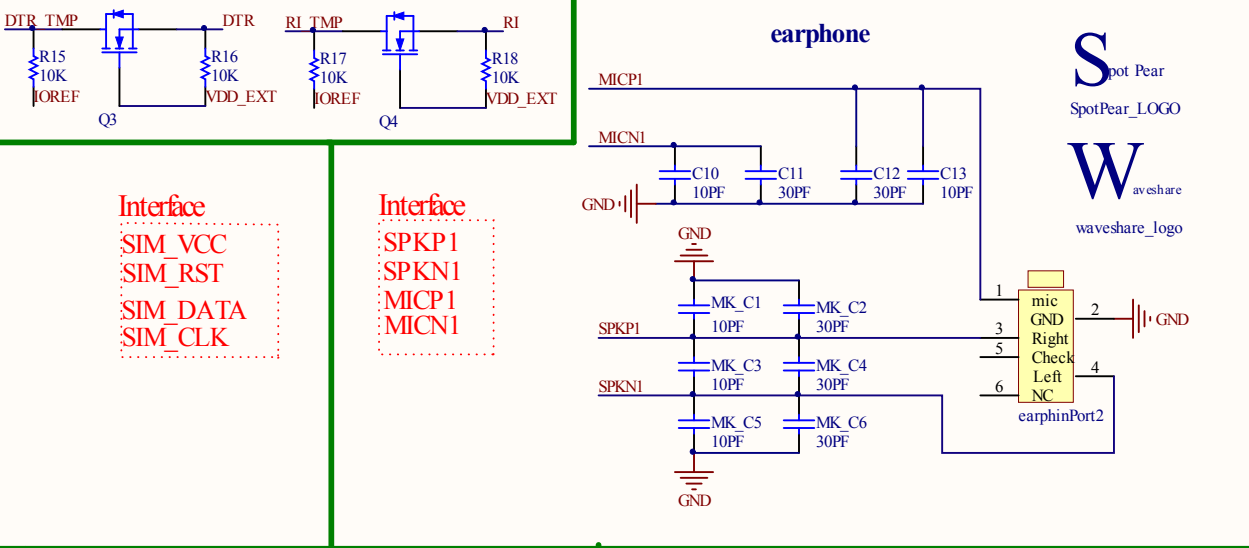 DTR_TMP
DTR
R15
10K
IOREF
R16
10K
VDD_EXT
Q3
RI_TMP
RI
R17
10K
IOREF
R18
10K
VDD_EXT
Q4
Interface
SIM_VCC
SIM_RST
SIM_DATA
SIM_CLK
Interface
SPKP1
SPKN1
MICP1
MICN1
earphone
MICP1
MICN1
C10
10PF
C11
30PF
C12
30PF
C13
10PF
GND
GND
MK_C1
10PF
MK_C2
30PF
SPKP1
MK_C3
10PF
MK_C4
30PF
SPKN1
MK_C5
10PF
MK_C6
30PF
GND
Spot Pear
SpotPear_LOGO
Waveshare
waveshare_logo
1
3
5
6
mic
GND
Right
Check
Left
NC
2
4
GND
earphinPort2